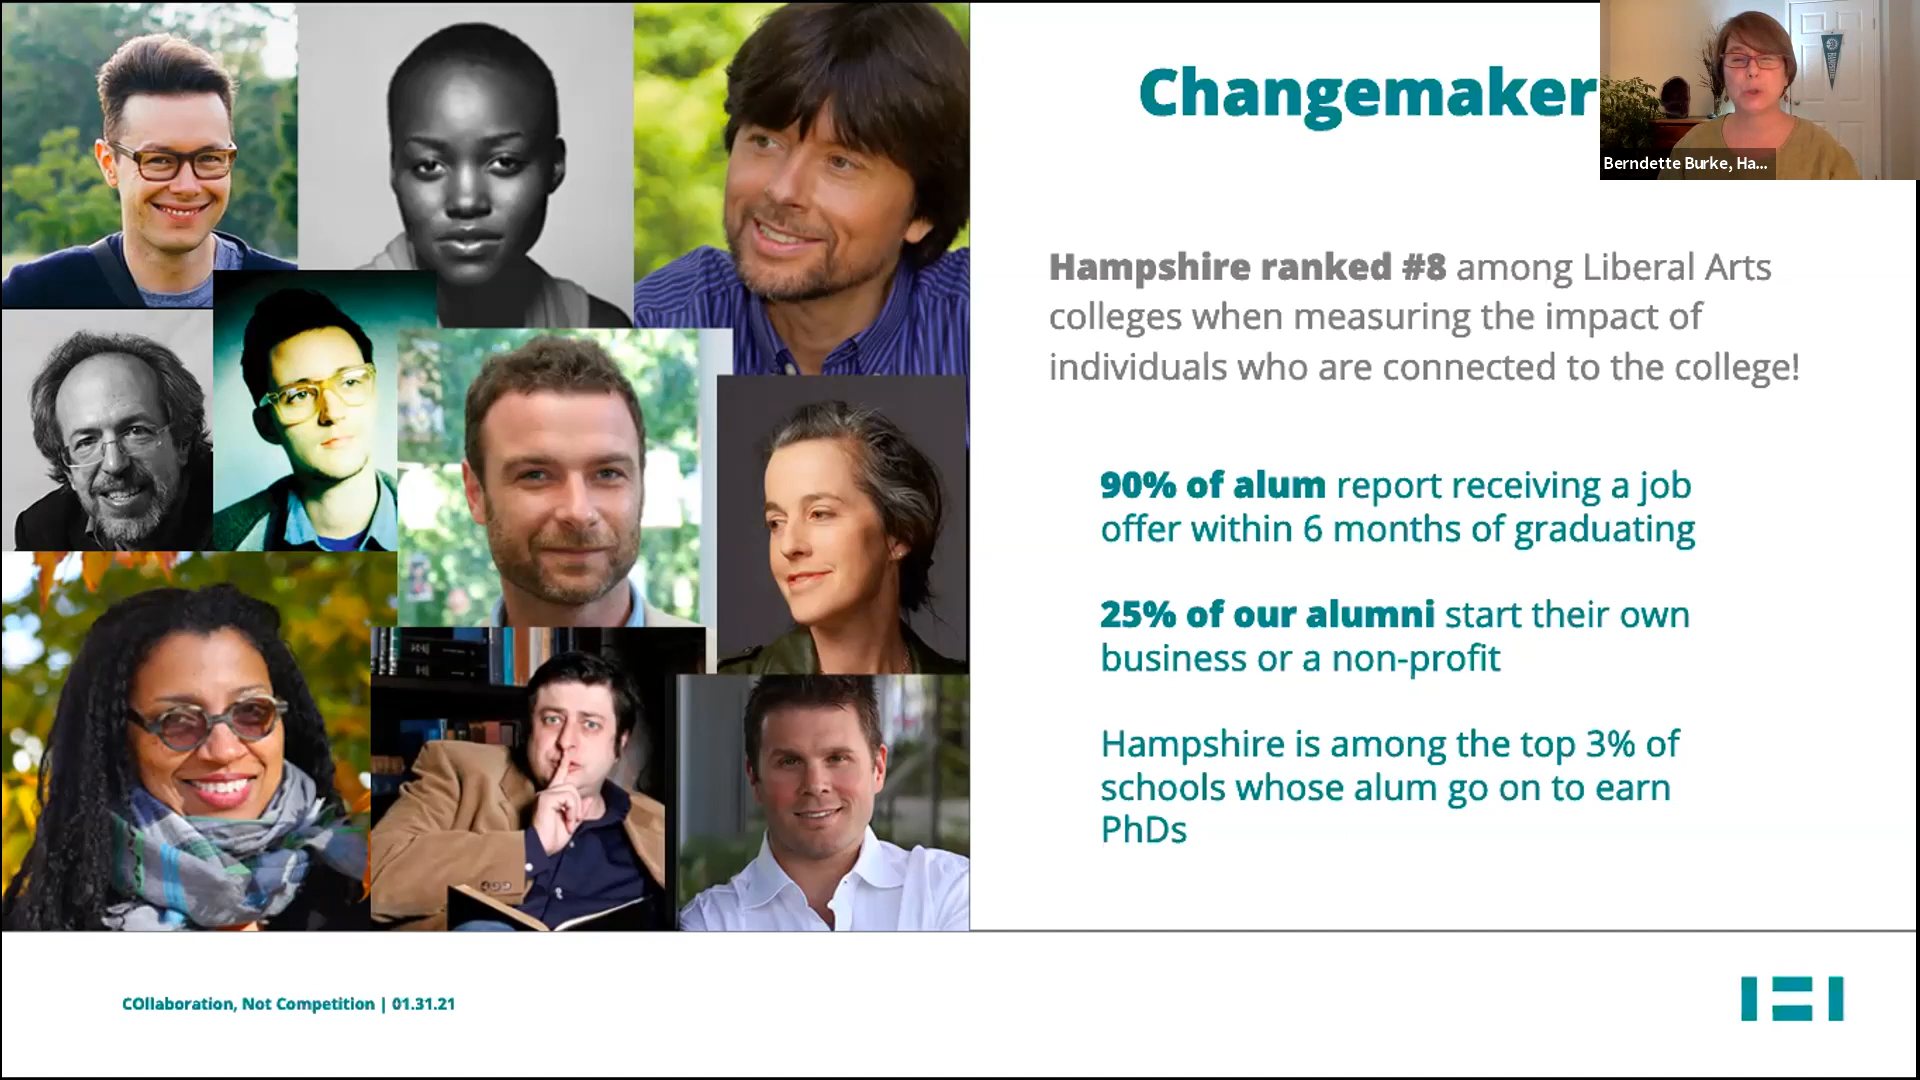 Changemaker
Berndette Burke, Ha...
Hampshire ranked #8 among Liberal Arts
colleges when measuring the impact of
individuals who are connected to the college!
90% of alum report receiving a job
offer within 6 months of graduating
25% of our alumni start their own
business or a non-profit
Hampshire is among the top 3% of
schools whose alum go on to earn
PhDs
COllaboration, Not Competition | 01.31.21